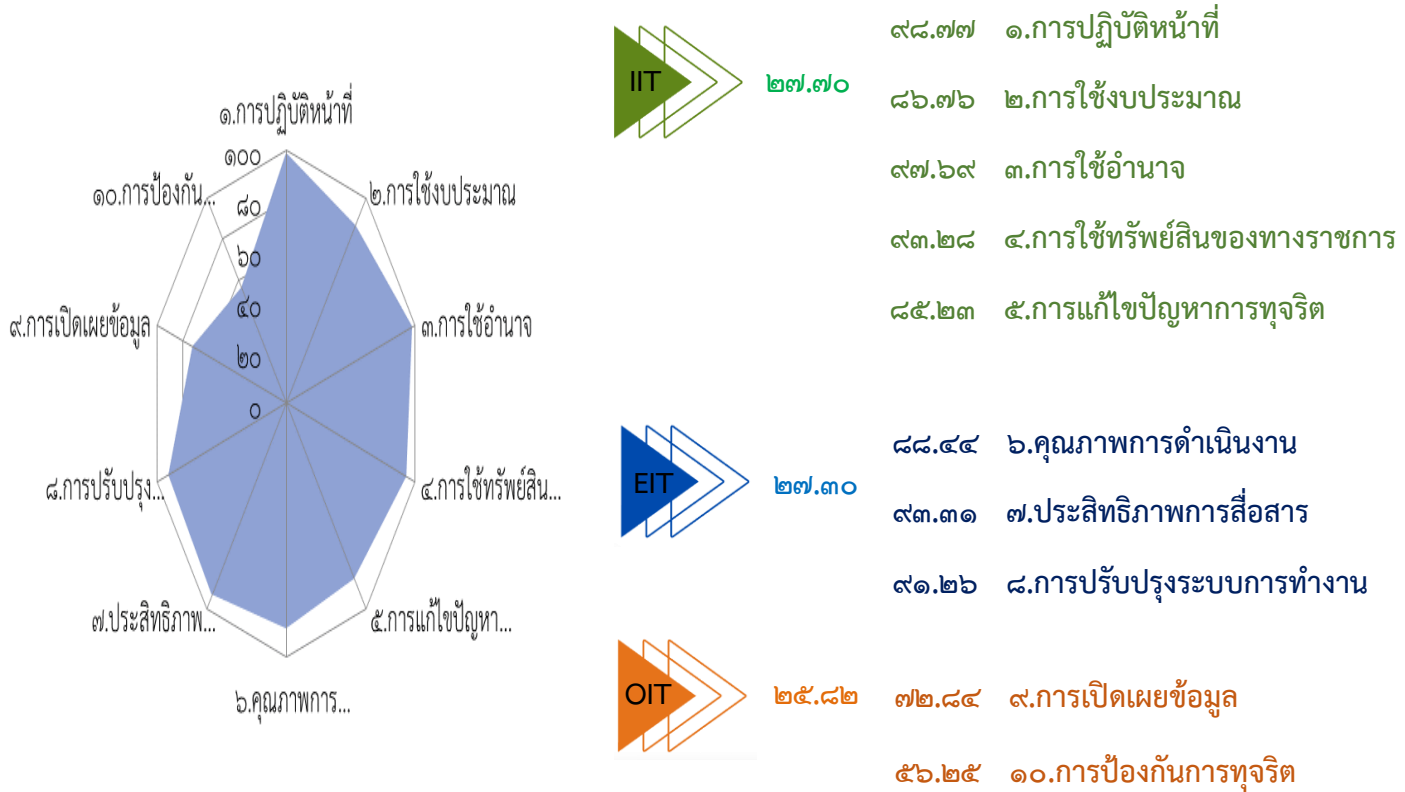 ๑.การปฏิบัติหน้าที่
๑๐๐
๑๐.การป้องกัน...
๘๐
๒.การใช้งบประมาณ
๖๐
๔๐
๙.การเปิดเผยข้อมูล
๓.การใช้อำนาจ
๒๐
๐
๘.การปรับปรุง...
๔.การใช้ทรัพย์สิน...
๗.ประสิทธิภาพ...
๕.การแก้ไขปัญหา...
๖.คุณภาพการ...
IIT ๒๗.๗๐
๙๘.๗๗ ๑.การปฏิบัติหน้าที่
๘๖.๗๖ ๒.การใช้งบประมาณ
๙๗.๖๙ ๓.การใช้อำนาจ
๙๓.๒๘ ๔.การใช้ทรัพย์สินของทางราชการ
๘๕.๒๓ ๕.การแก้ไขปัญหาการทุจริต
EIT ๒๗.๓๐
๘๘.๔๔ ๖.คุณภาพการดำเนินงาน
๙๓.๓๑ ๗.ประสิทธิภาพการสื่อสาร
๙๑.๒๖ ๘.การปรับปรุงระบบการทำงาน
OIT ๒๕.๘๒
๗๒.๘๔ ๙.การเปิดเผยข้อมูล
๕๖.๒๕ ๑๐.การป้องกันการทุจริต